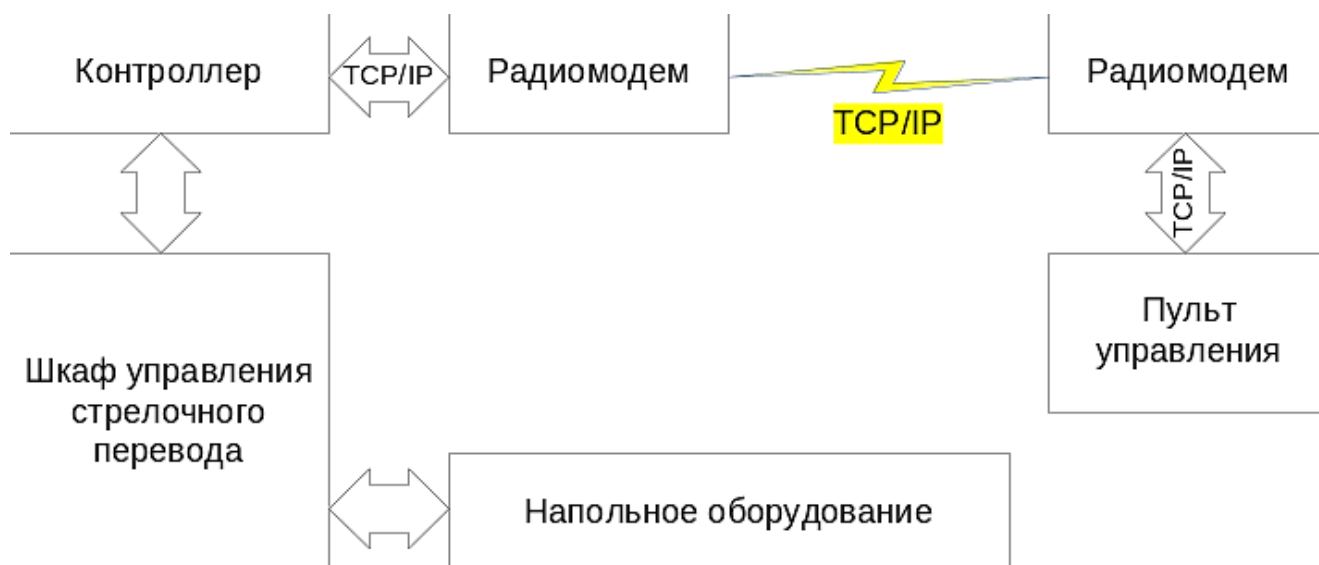 Контроллер
TCP/IP
Радиомодем
TCP/IP
Радиомодем
TCP/IP
Пульт
управления
Шкаф управления
стрелочного
перевода
Напольное оборудование